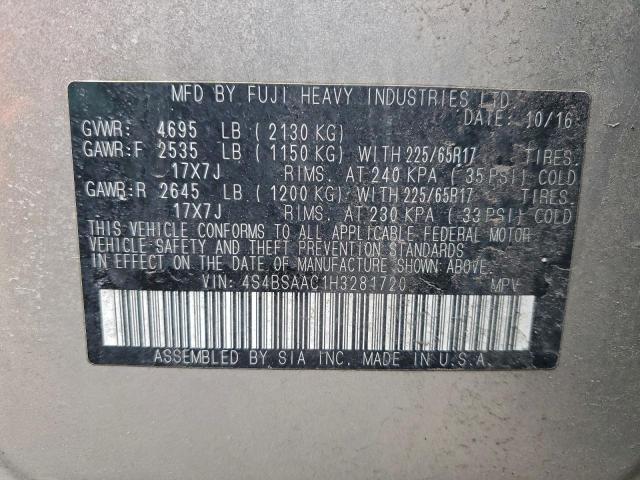 MFD BY FUJI HEAVY INDUSTRIES LTD.
DATE: 10/16
GVWR: 4695 LB (2130 KG)
GAWR:F 2535 LB (1150 KG) WITH 225/65R17 TIRES.
17X7J RIMS. AT 240 KPA (35 PSI) COLD
GAWR:R 2645 LB (1200 KG) WITH 225/65R17 TIRES.
17X7J RIMS. AT 230 KPA (33 PSI) COLD
THIS VEHICLE CONFORMS TO ALL APPLICABLE FEDERAL MOTOR
VEHICLE SAFETY AND THEFT PREVENTION STANDARDS
IN EFFECT ON THE DATE OF MANUFACTURE SHOWN ABOVE.
VIN: 4S4BSAAC1H3281720 MPV
ASSEMBLED BY SIA INC. MADE IN U.S.A.